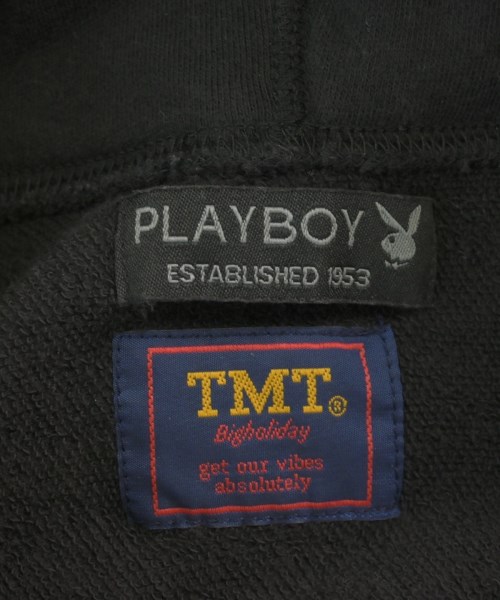 PLAYBOY
ESTABLISHED 1953
TMT®
Bigholiday
get our vibes
absolutely